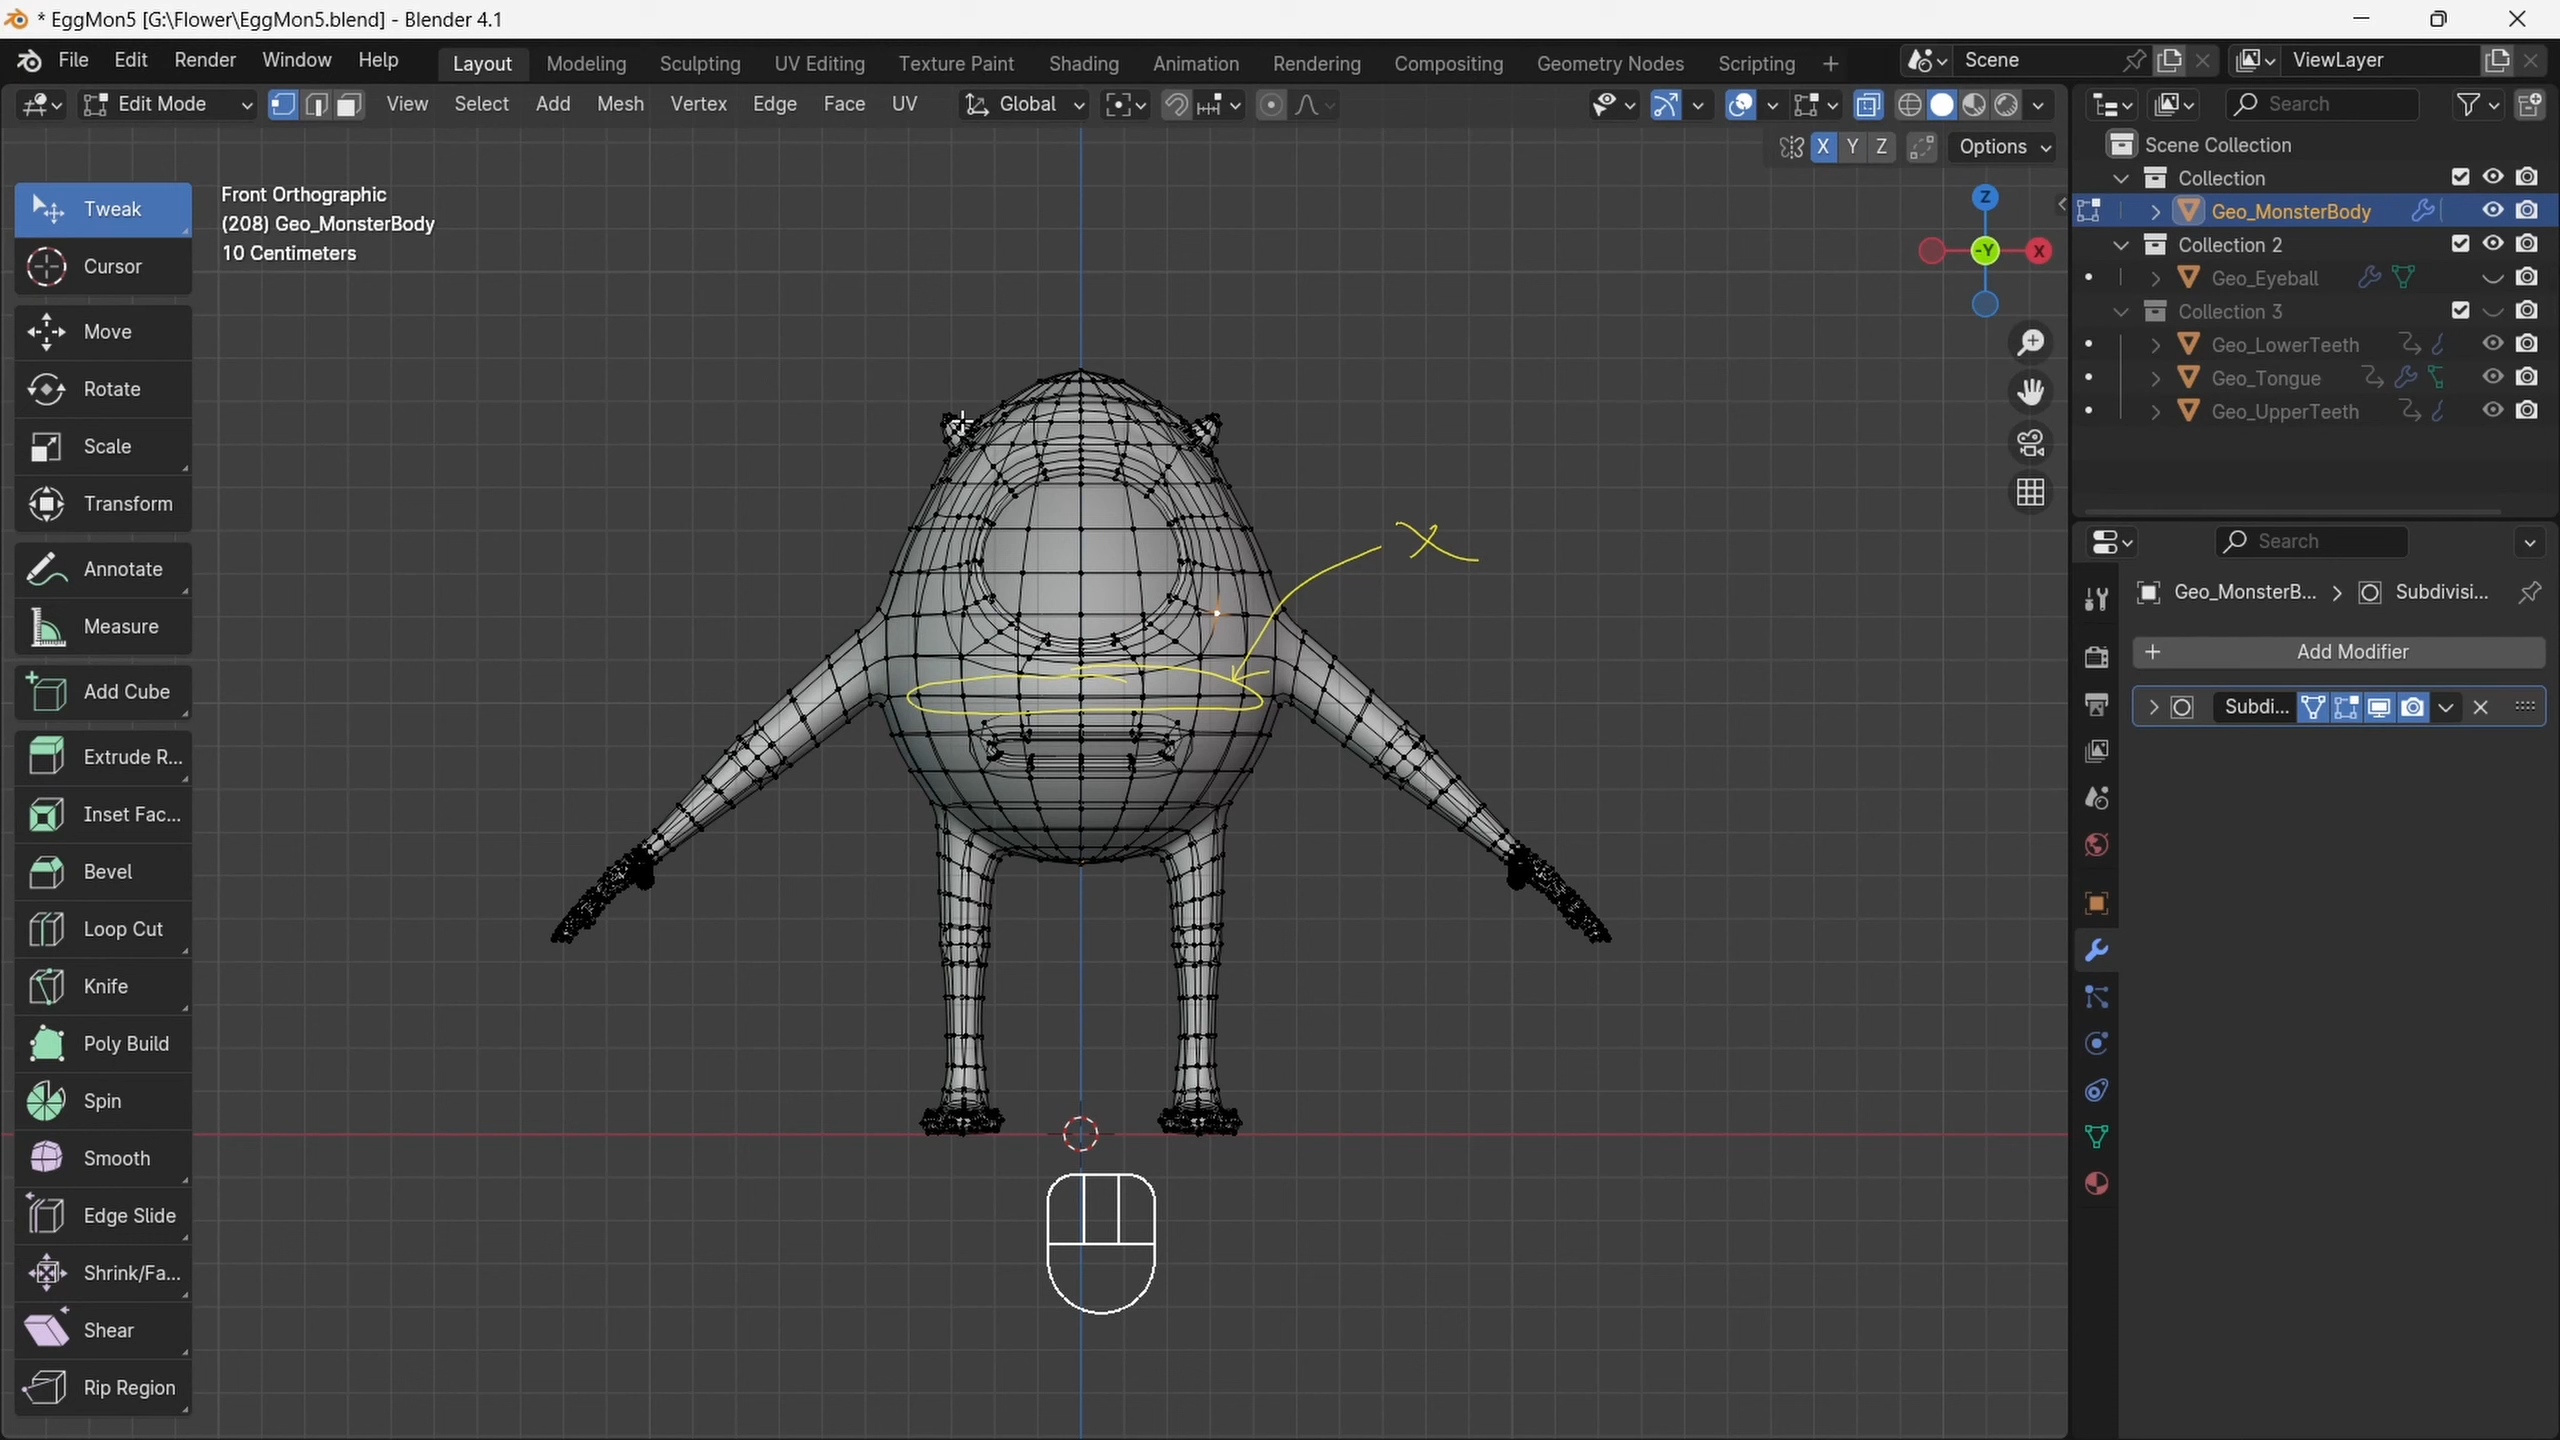 * EggMon5 [G:\Flower\EggMon5.blend] - Blender 4.1
File Edit Render Window Help Layout Modeling Sculpting UV Editing Texture Paint Shading Animation Rendering Compositing Geometry Nodes Scripting + Scene ViewLayer
Edit Mode View Select Add Mesh Vertex Edge Face UV Global Search
X Y Z Options
Front Orthographic
(208) Geo_MonsterBody
10 Centimeters
Tweak
Cursor
Move
Rotate
Scale
Transform
Annotate
Measure
Add Cube
Extrude R...
Inset Fac...
Bevel
Loop Cut
Knife
Poly Build
Spin
Smooth
Edge Slide
Shrink/Fa...
Shear
Rip Region
Z
-Y X
X
Scene Collection
Collection
Geo_MonsterBody
Collection 2
Geo_Eyeball
Collection 3
Geo_LowerTeeth
Geo_Tongue
Geo_UpperTeeth
Search
Geo_MonsterB... > Subdivisi...
+ Add Modifier
Subdi...